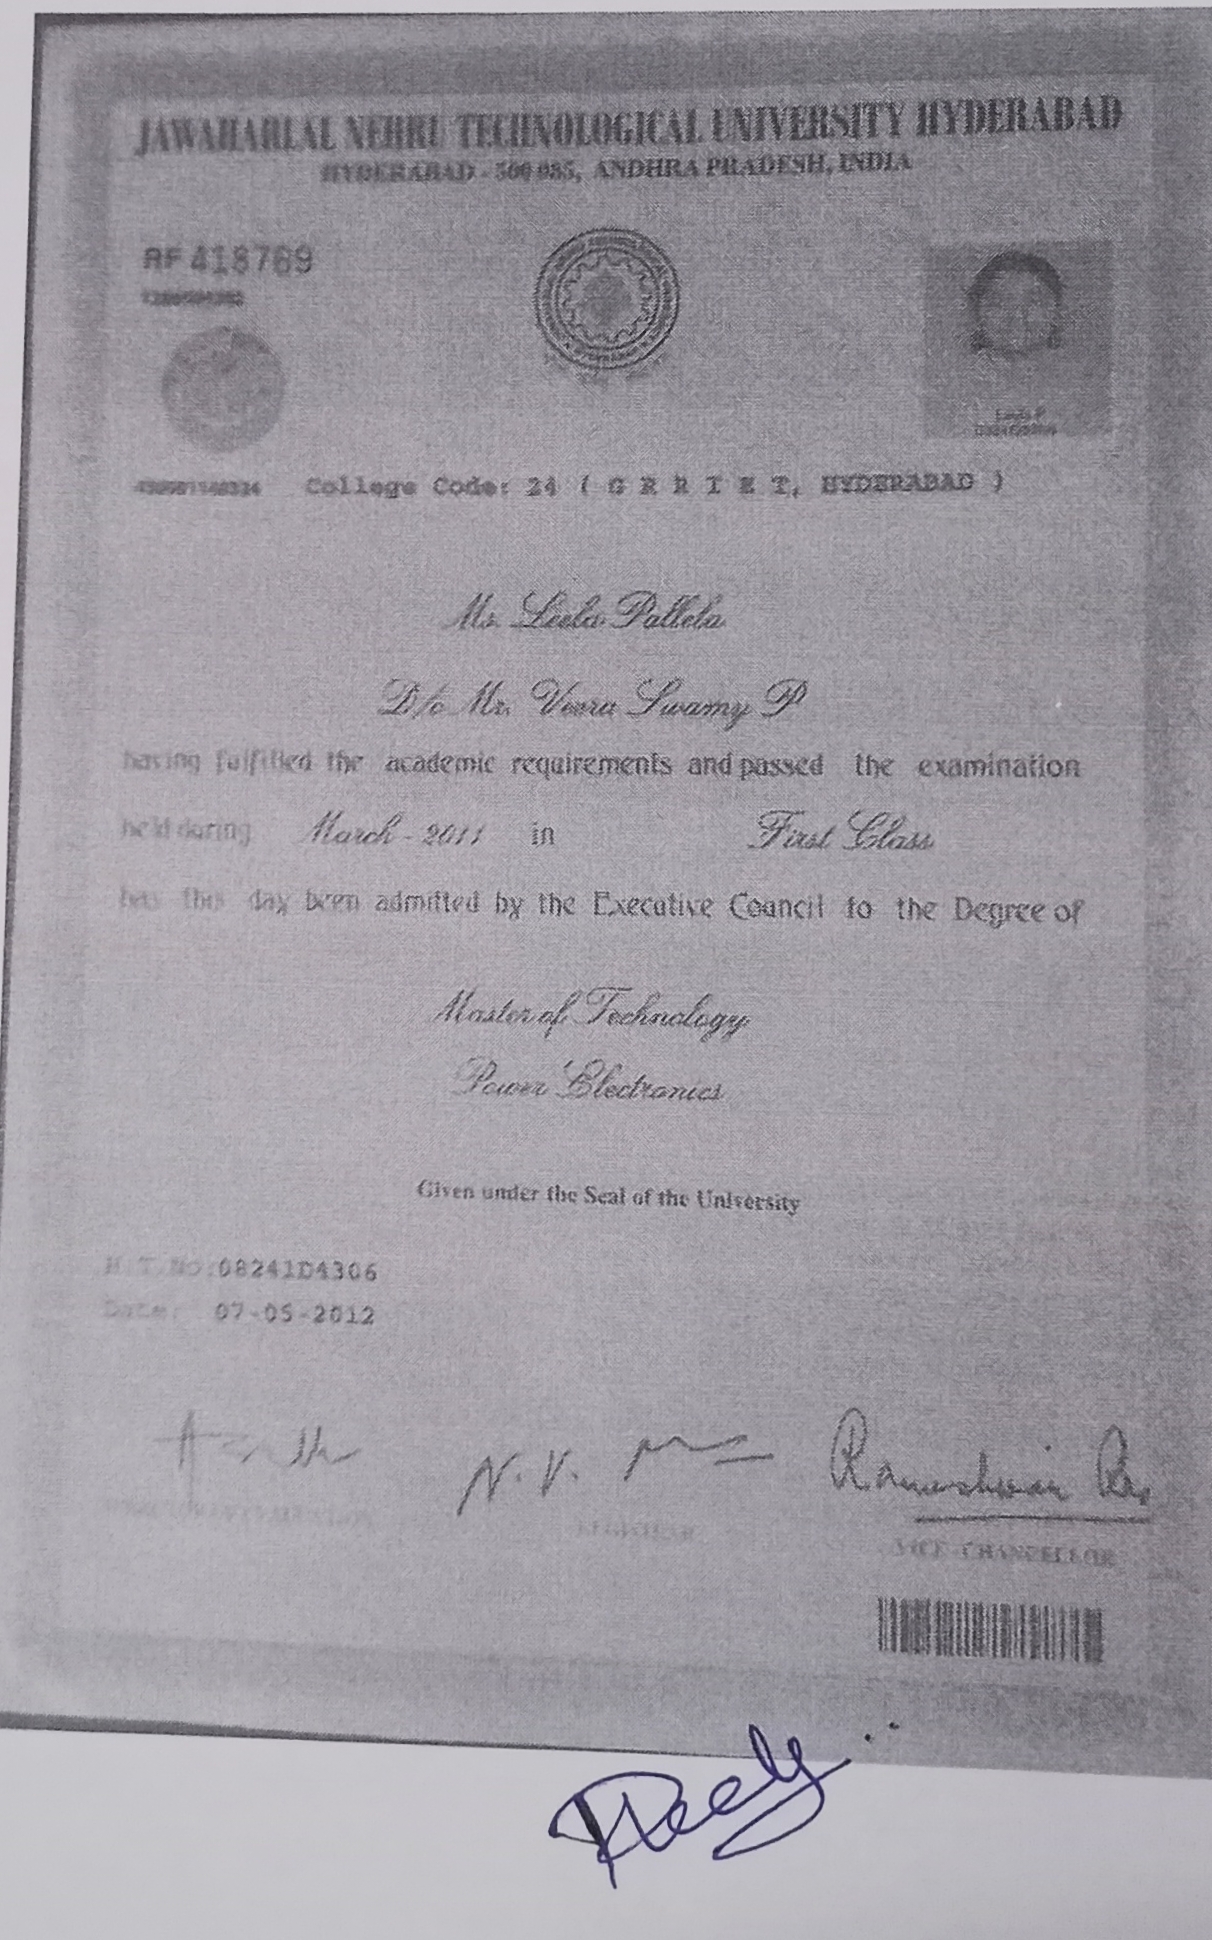 JAWAHARLAL NEHRU TECHNOLOGICAL UNIVERSITY HYDERABAD
HYDERABAD - 500 085, ANDHRA PRADESH, INDIA
RF 418769
College Code: 24 ( G R R I E T, HYDERABAD )
Ms. Leela Pallela
D/o Mr. Veera Swamy P
having fulfilled the academic requirements and passed the examination
held during March - 2011 in First Class
has this day been admitted by the Executive Council to the Degree of
Master of Technology
Power Electronics
Given under the Seal of the University
H.T.No:08241D4306
Date: 07-05-2012
N.V. Rameshwar Rao
REGISTRAR VICE CHANCELLOR